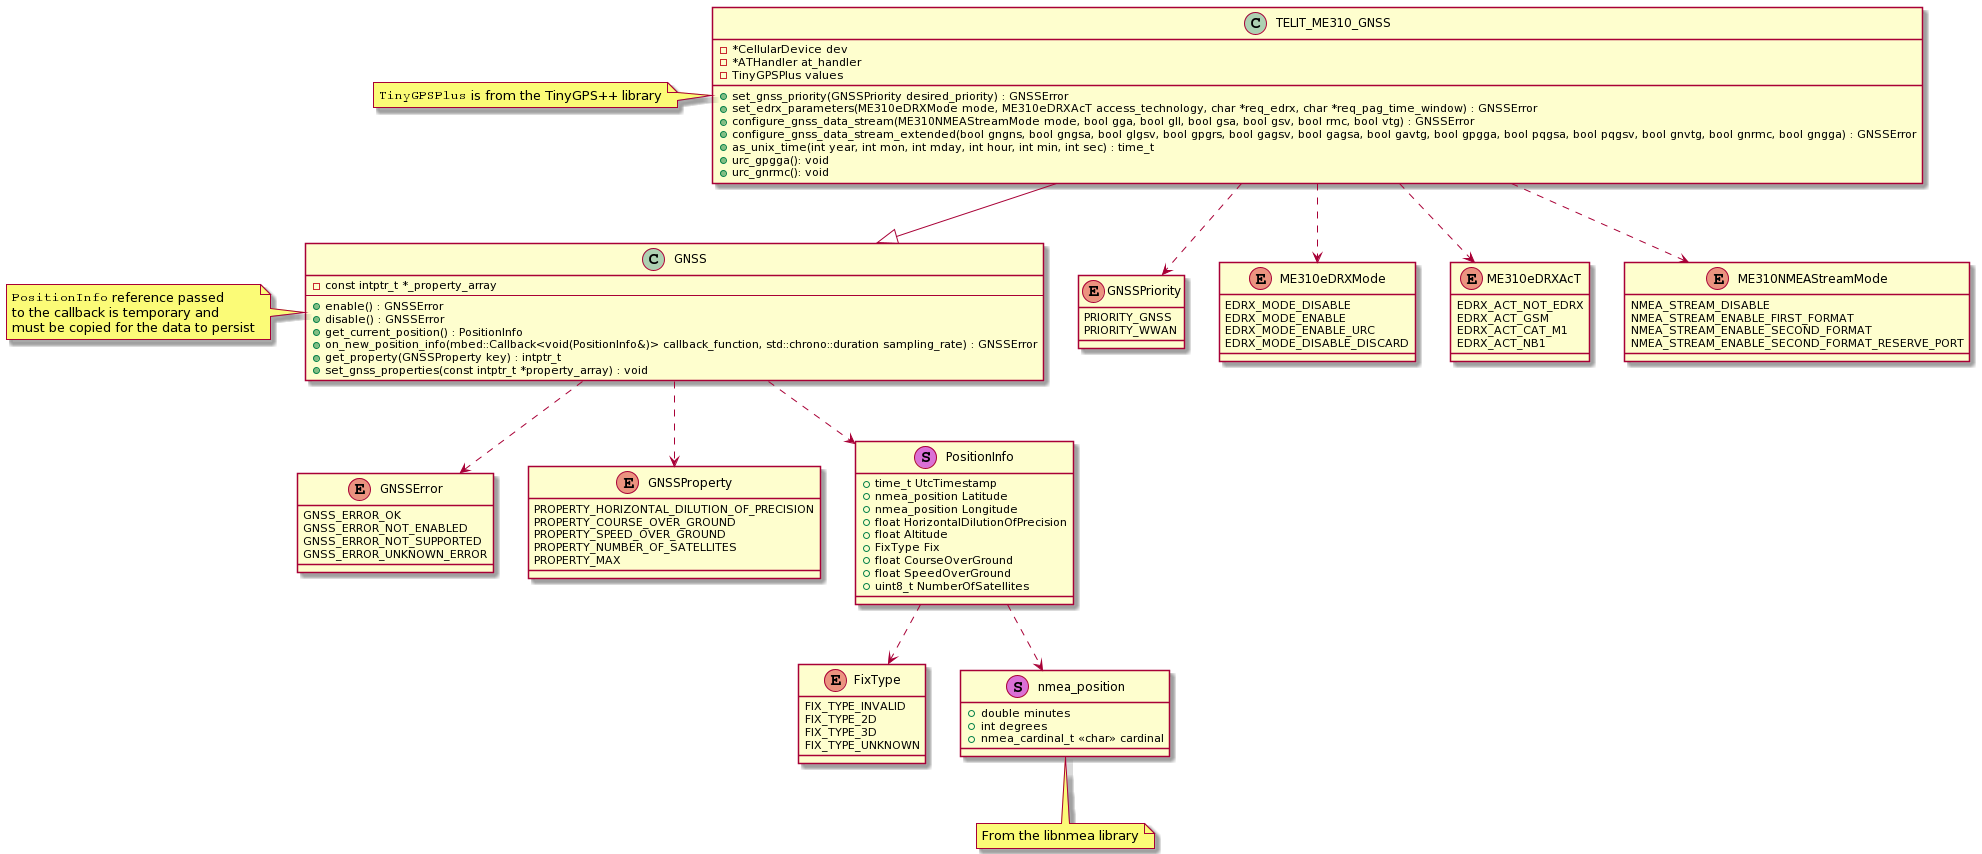 C TELIT_ME310_GNSS
*CellularDevice dev
*ATHandler at_handler
TinyGPSPlus values
TinyGPSPlus is from the TinyGPS++ library
set_gnss_priority(GNSSPriority desired_priority) : GNSSError
set_edrx_parameters(ME310eDRXMode mode, ME310eDRXAcT access_technology, char *req_edrx, char *req_pag_time_window) : GNSSError
configure_gnss_data_stream(ME310NMEAStreamMode mode, bool gga, bool gll, bool gsa, bool gsv, bool rmc, bool vtg) : GNSSError
configure_gnss_data_stream_extended(bool gngns, bool gngsa, bool glgsv, bool gpgrs, bool gagsv, bool gagsa, bool gavtg, bool gpgga, bool pqgsa, bool pqgsv, bool gnvtg, bool gnrmc, bool gngga) : GNSSError
as_unix_time(int year, int mon, int mday, int hour, int min, int sec) : time_t
urc_gpgga(): void
urc_gnrmc(): void
PositionInfo reference passed
to the callback is temporary and
must be copied for the data to persist
C GNSS
const intptr_t *_property_array
enable() : GNSSError
disable() : GNSSError
get_current_position() : PositionInfo
on_new_position_info(mbed::Callback<void(PositionInfo&)> callback_function, std::chrono::duration sampling_rate) : GNSSError
get_property(GNSSProperty key) : intptr_t
set_gnss_properties(const intptr_t *property_array) : void
E GNSSPriority
PRIORITY_GNSS
PRIORITY_WWAN
E ME310eDRXMode
EDRX_MODE_DISABLE
EDRX_MODE_ENABLE
EDRX_MODE_ENABLE_URC
EDRX_MODE_DISABLE_DISCARD
E ME310eDRXAcT
EDRX_ACT_NOT_EDRX
EDRX_ACT_GSM
EDRX_ACT_CAT_M1
EDRX_ACT_NB1
E ME310NMEAStreamMode
NMEA_STREAM_DISABLE
NMEA_STREAM_ENABLE_FIRST_FORMAT
NMEA_STREAM_ENABLE_SECOND_FORMAT
NMEA_STREAM_ENABLE_SECOND_FORMAT_RESERVE_PORT
E GNSSError
GNSS_ERROR_OK
GNSS_ERROR_NOT_ENABLED
GNSS_ERROR_NOT_SUPPORTED
GNSS_ERROR_UNKNOWN_ERROR
E GNSSProperty
PROPERTY_HORIZONTAL_DILUTION_OF_PRECISION
PROPERTY_COURSE_OVER_GROUND
PROPERTY_SPEED_OVER_GROUND
PROPERTY_NUMBER_OF_SATELLITES
PROPERTY_MAX
S PositionInfo
time_t UtcTimestamp
nmea_position Latitude
nmea_position Longitude
float HorizontalDilutionOfPrecision
float Altitude
FixType Fix
float CourseOverGround
float SpeedOverGround
uint8_t NumberOfSatellites
E FixType
FIX_TYPE_INVALID
FIX_TYPE_2D
FIX_TYPE_3D
FIX_TYPE_UNKNOWN
S nmea_position
double minutes
int degrees
nmea_cardinal_t «char» cardinal
From the libnmea library